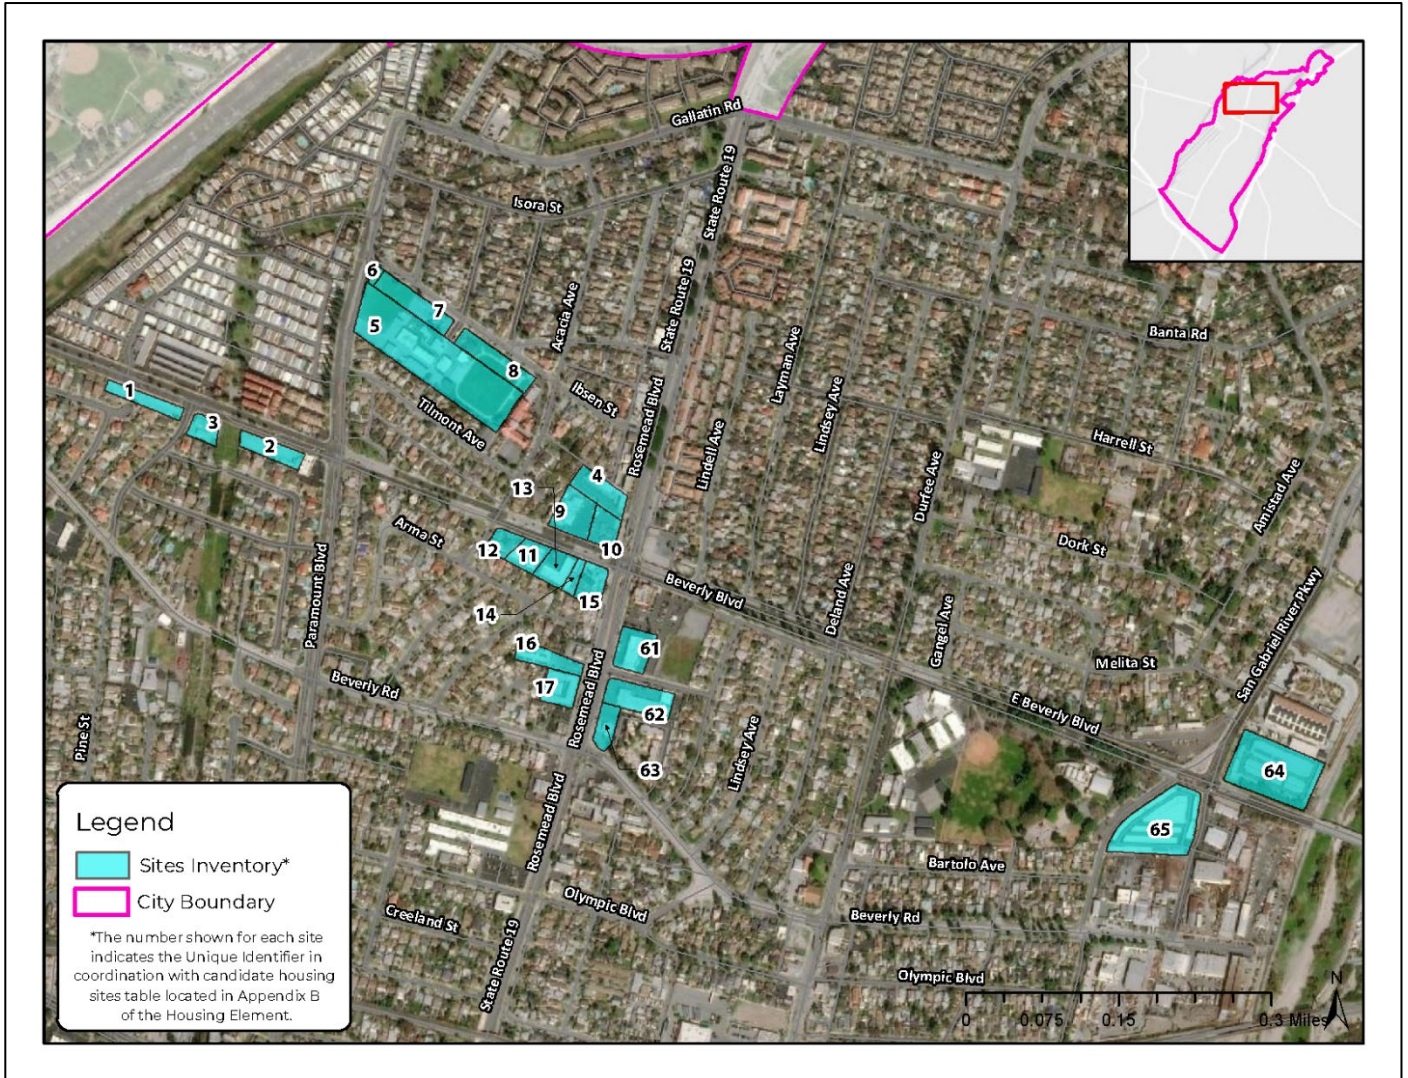 Gallatin Rd
State Route 19
Isora St
State Route 19
6
7
5
Acacia Ave
Banta Rd
8
Layman Ave
1
Ibsen St
Rosemead Blvd
Lindsey Ave
Tilmont Ave
3
2
Lindell Ave
Harrell St
4
13
9
Durfee Ave
Amistad Ave
Arma St
12
11
10
Dork St
Paramount Blvd
14
15
Beverly Blvd
Deland Ave
Gangel Ave
San Gabriel River Pkwy
16
61
Melita St
17
Beverly Rd
Rosemead Blvd
62
E Beverly Blvd
Pine St
63
Lindsey Ave
64
65
Rosemead Blvd
Bartolo Ave
Olympic Blvd
Beverly Rd
Creeland St
State Route 19
Olympic Blvd
Legend
Sites Inventory*
City Boundary
*The number shown for each site
indicates the Unique Identifier in
coordination with candidate housing
sites table located in Appendix B
of the Housing Element.
N
0 0.075 0.15 0.3 Miles